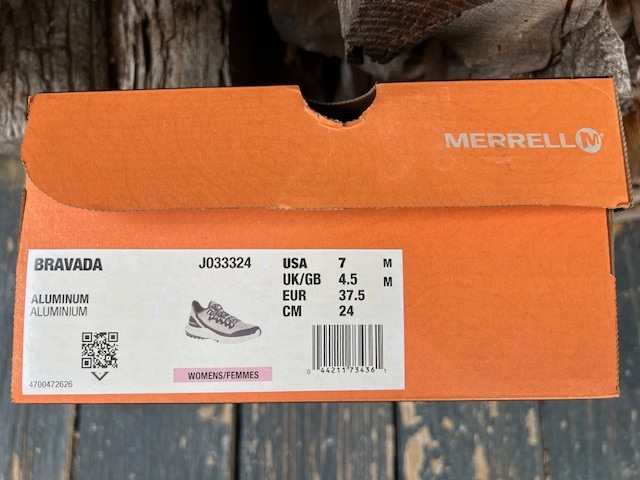 MERRELL M
BRAVADA J033324
ALUMINUM
ALUMINIUM
USA 7 M
UK/GB 4.5 M
EUR 37.5
CM 24
WOMENS/FEMMES
4700472626
0 44211 73436 1